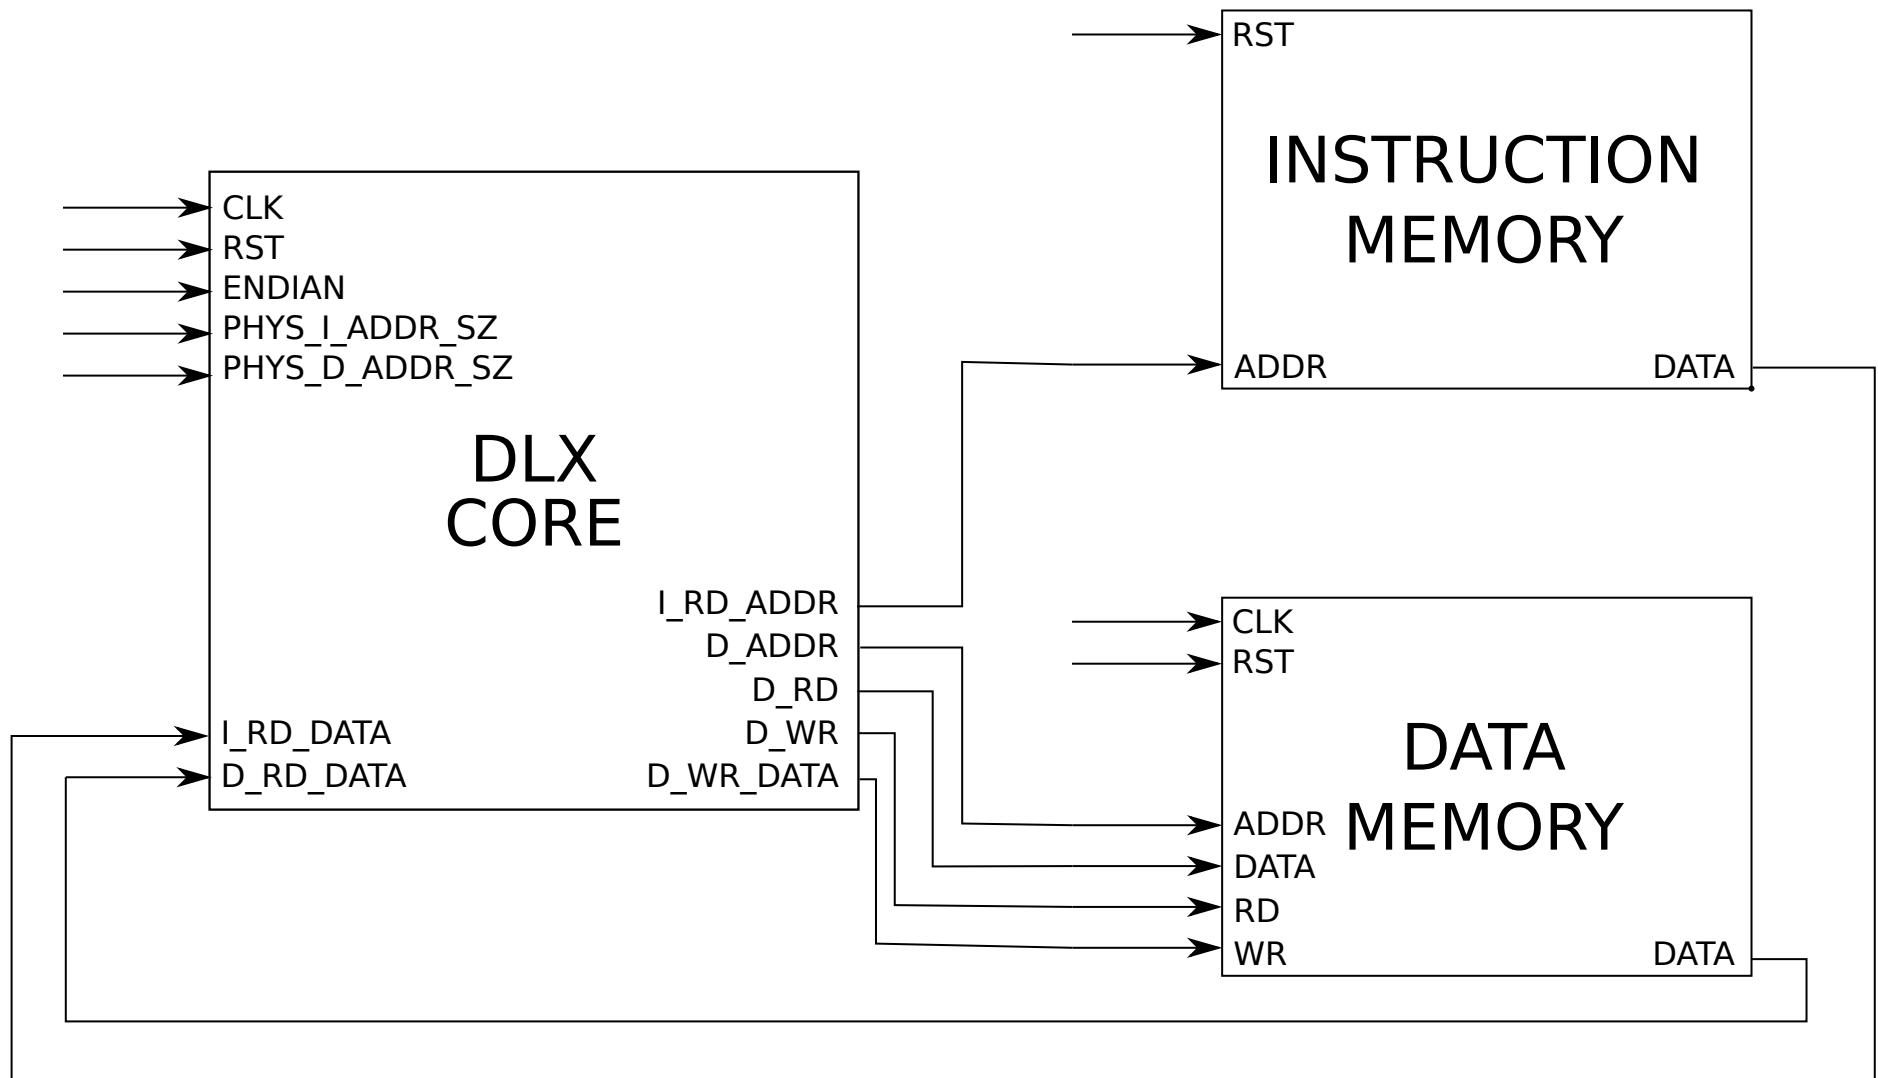 CLK
RST
ENDIAN
PHYS_I_ADDR_SZ
PHYS_D_ADDR_SZ
DLX
CORE
I_RD_ADDR
D_ADDR
D_RD
D_WR
D_WR_DATA
I_RD_DATA
D_RD_DATA
RST
INSTRUCTION
MEMORY
ADDR
DATA
CLK
RST
DATA
MEMORY
ADDR
DATA
RD
WR
DATA